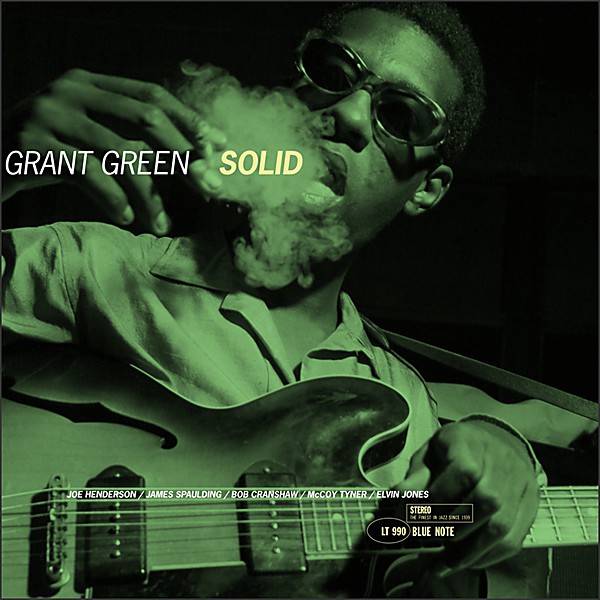 GRANT GREEN SOLID
JOE HENDERSON / JAMES SPAULDING / BOB CRANSHAW / McCOY TYNER / ELVIN JONES
STEREO
THE FINEST IN JAZZ SINCE 1939
LT 990 BLUE NOTE